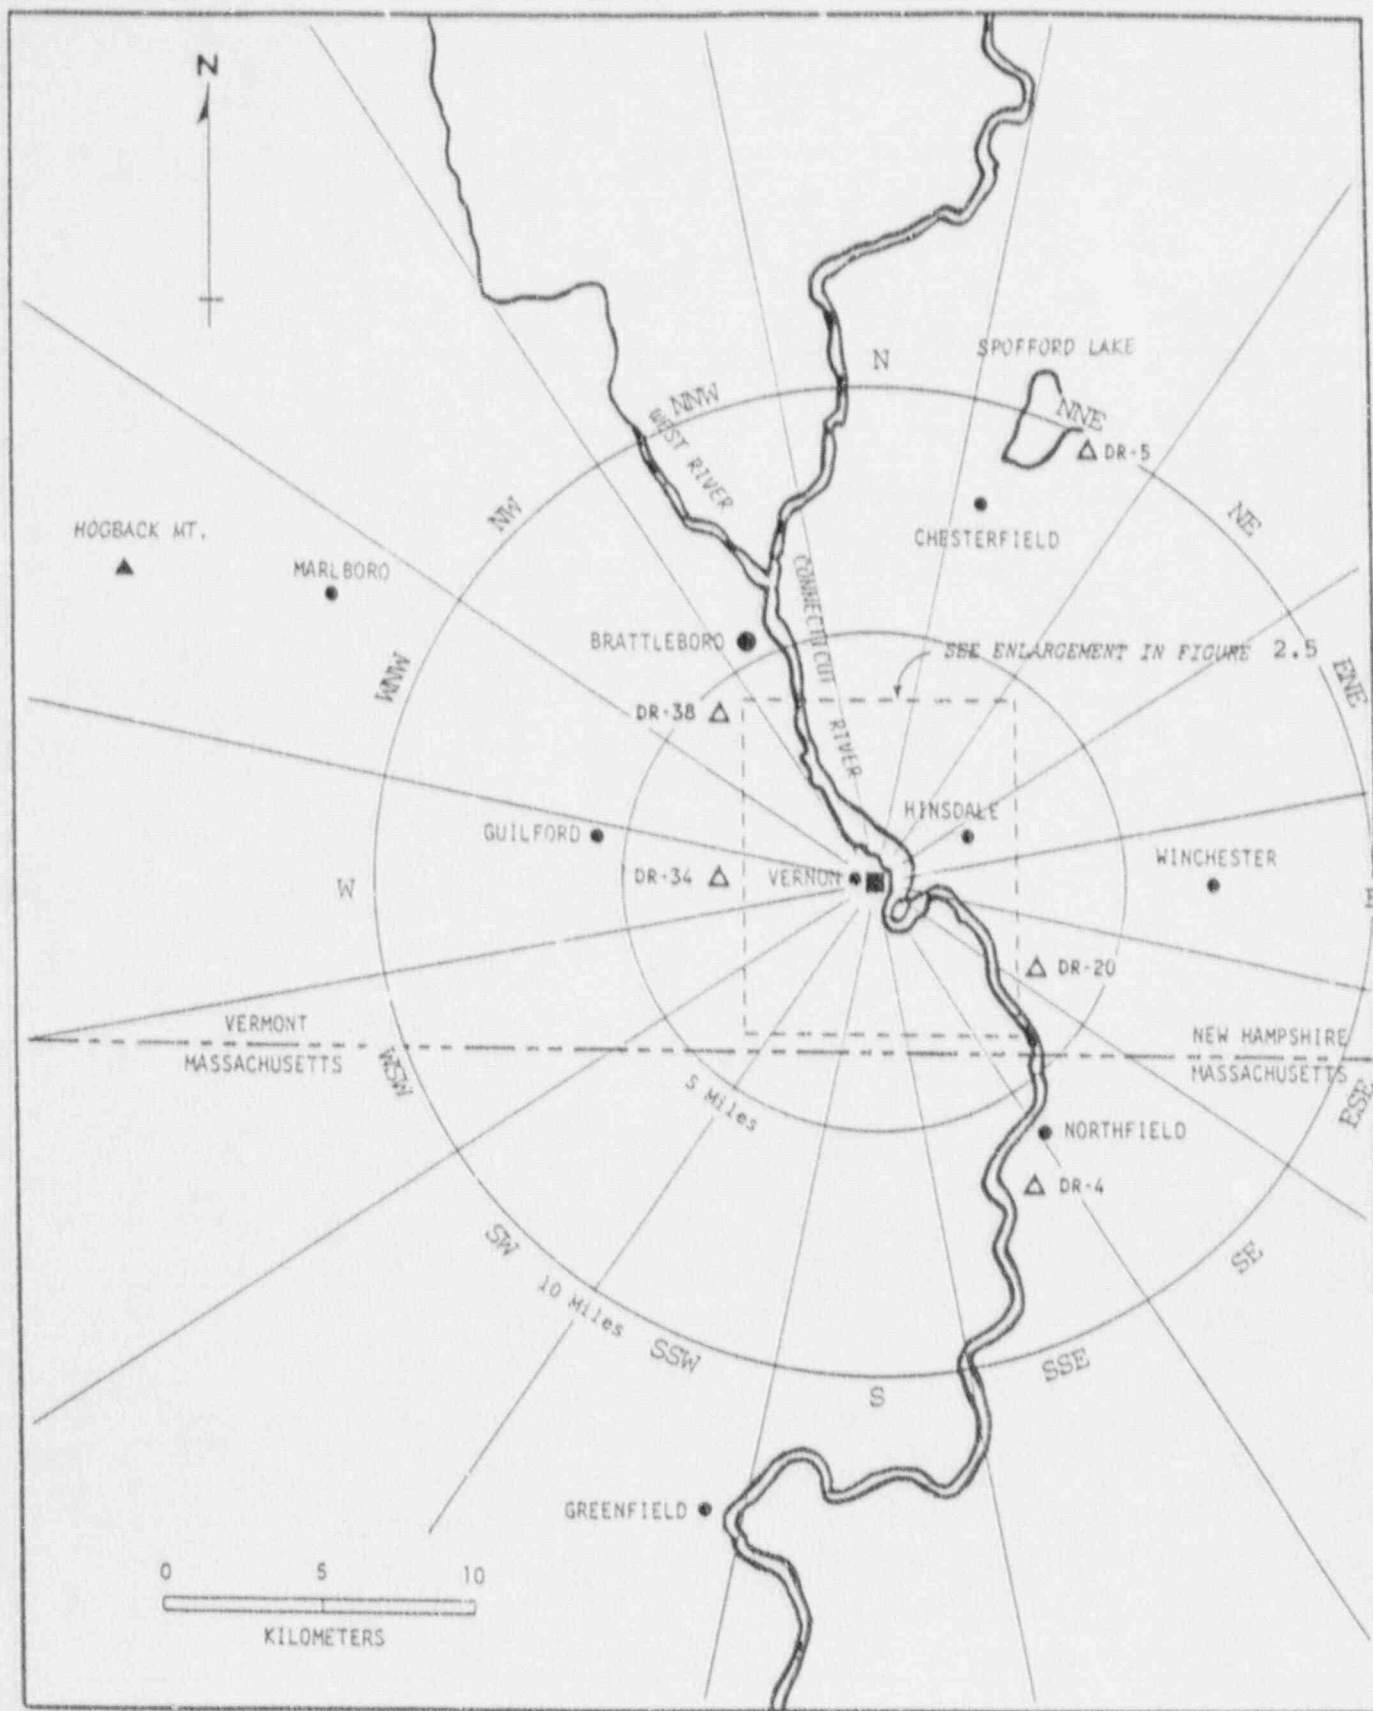 N
N
SPOFFORD LAKE
NNW
NNE
WEST RIVER
DR-5
NW
NE
HOGBACK MT.
CHESTERFIELD
MARLBORO
CONNECTICUT RIVER
BRATTLEBORO
SEE ENLARGEMENT IN FIGURE 2.5
ENE
WNW
DR-38
HINSDALE
GUILFORD
WINCHESTER
DR-34
VERNON
W
E
DR-20
VERMONT
NEW HAMPSHIRE
MASSACHUSETTS
MASSACHUSETTS
WSW
ESE
5 Miles
NORTHFIELD
DR-4
SW
SE
10 Miles
SSW
SSE
S
GREENFIELD
0 5 10
KILOMETERS